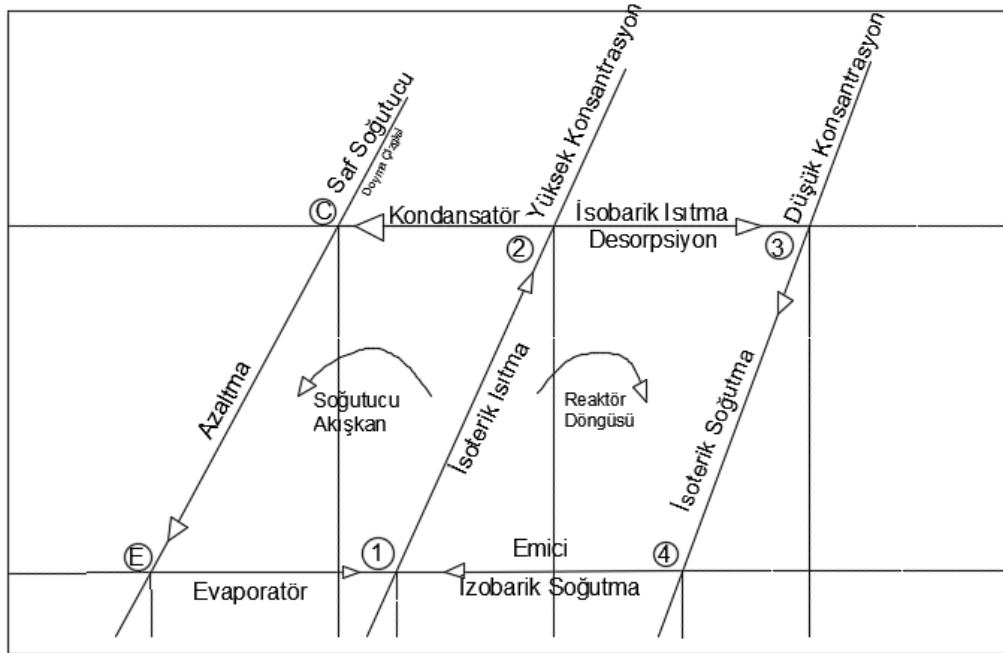 Saf Soğutucu
Doyma Çizgisi
Yüksek Konsantrasyon
Düşük Konsantrasyon
C
Kondansatör
2
İsobarik Isıtma
Desorpsiyon
3
Azaltma
Soğutucu
Akışkan
İsoterik Isıtma
Reaktör
Döngüsü
İsoterik Soğutma
E
Evaporatör
1
Emici
İzobarik Soğutma
4